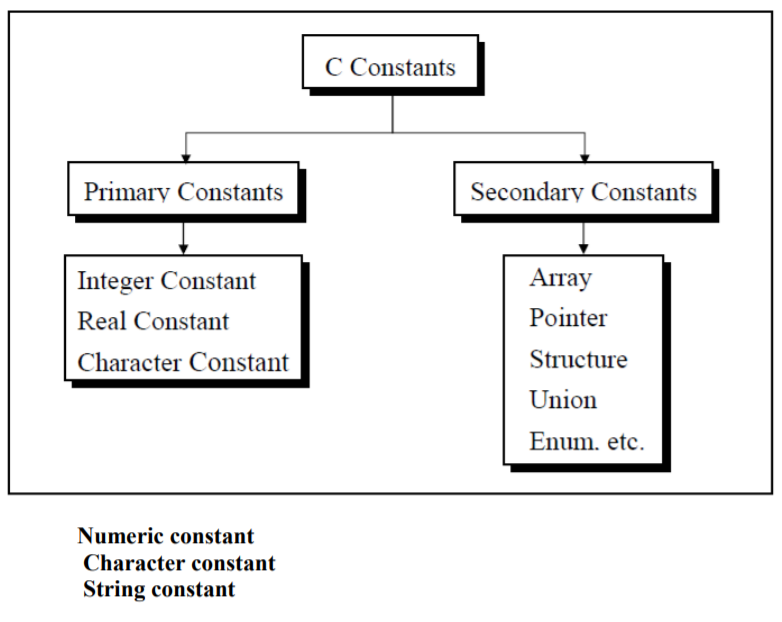 C Constants
Primary Constants
Secondary Constants
Integer Constant
Real Constant
Character Constant
Array
Pointer
Structure
Union
Enum. etc.
Numeric constant
Character constant
String constant